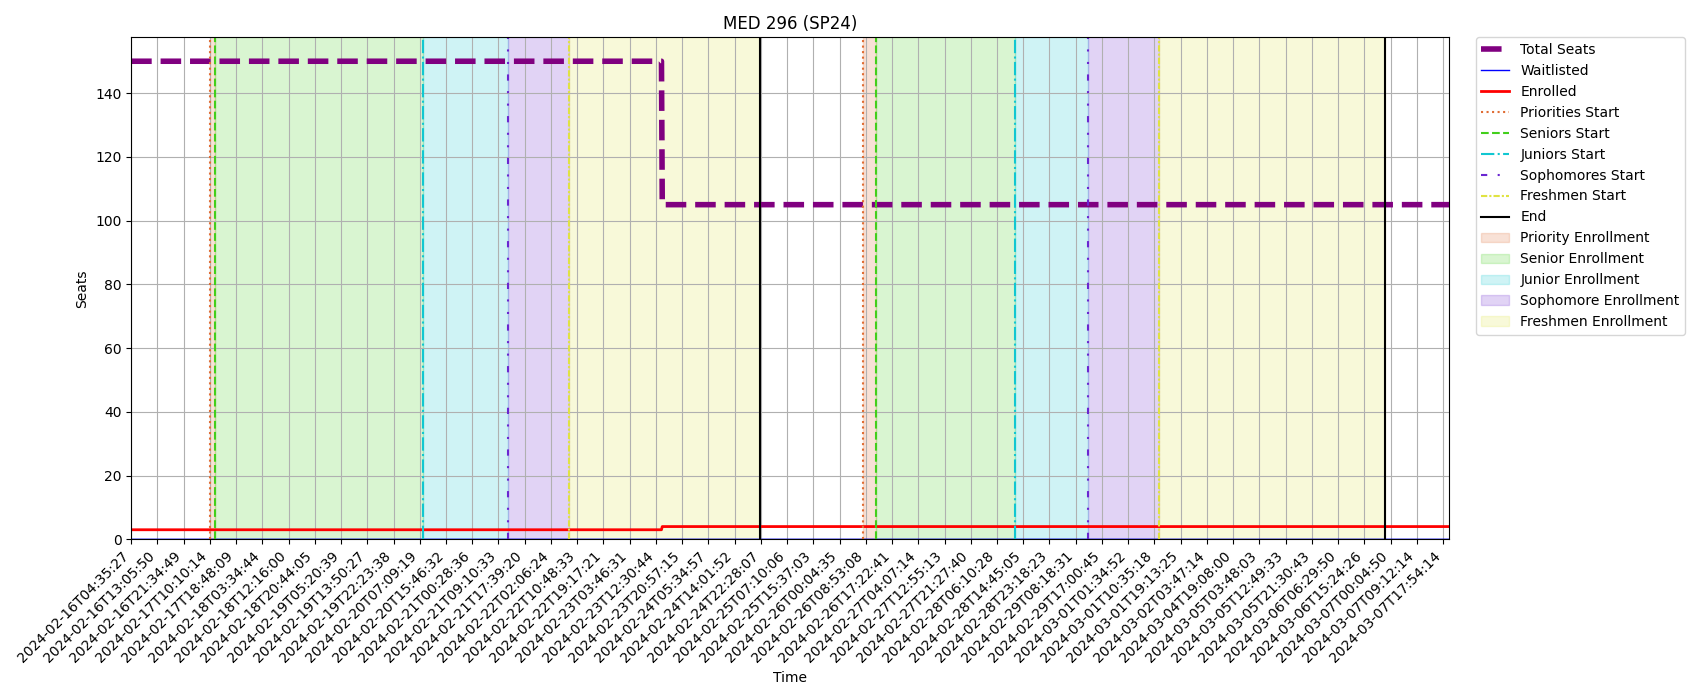 MED 296 (SP24)
Seats
140
120
100
80
60
40
20
0
2024-02-16T04:35:27
2024-02-16T13:05:50
2024-02-16T21:34:49
2024-02-17T10:10:14
2024-02-17T18:48:09
2024-02-18T03:34:44
2024-02-18T12:16:00
2024-02-18T20:44:05
2024-02-19T05:20:39
2024-02-19T13:50:27
2024-02-19T22:23:38
2024-02-20T07:09:19
2024-02-20T15:46:32
2024-02-21T00:28:36
2024-02-21T09:10:33
2024-02-21T17:39:20
2024-02-22T02:06:24
2024-02-22T10:48:33
2024-02-22T19:17:21
2024-02-23T03:46:31
2024-02-23T12:30:44
2024-02-23T20:57:15
2024-02-24T05:34:57
2024-02-24T14:01:52
2024-02-24T22:28:07
2024-02-25T07:10:06
2024-02-25T15:37:03
2024-02-26T00:04:35
2024-02-26T08:53:08
2024-02-26T17:22:41
2024-02-27T04:07:14
2024-02-27T12:55:13
2024-02-27T21:27:40
2024-02-28T06:10:28
2024-02-28T14:45:05
2024-02-28T23:18:23
2024-02-29T08:18:31
2024-02-29T17:00:45
2024-03-01T01:34:52
2024-03-01T10:35:18
2024-03-01T19:13:25
2024-03-02T03:47:14
2024-03-04T19:08:00
2024-03-05T03:48:03
2024-03-05T12:49:33
2024-03-05T21:30:43
2024-03-06T06:29:50
2024-03-06T15:24:26
2024-03-07T00:04:50
2024-03-07T09:12:14
2024-03-07T17:54:14
Time
Total Seats
Waitlisted
Enrolled
Priorities Start
Seniors Start
Juniors Start
Sophomores Start
Freshmen Start
End
Priority Enrollment
Senior Enrollment
Junior Enrollment
Sophomore Enrollment
Freshmen Enrollment